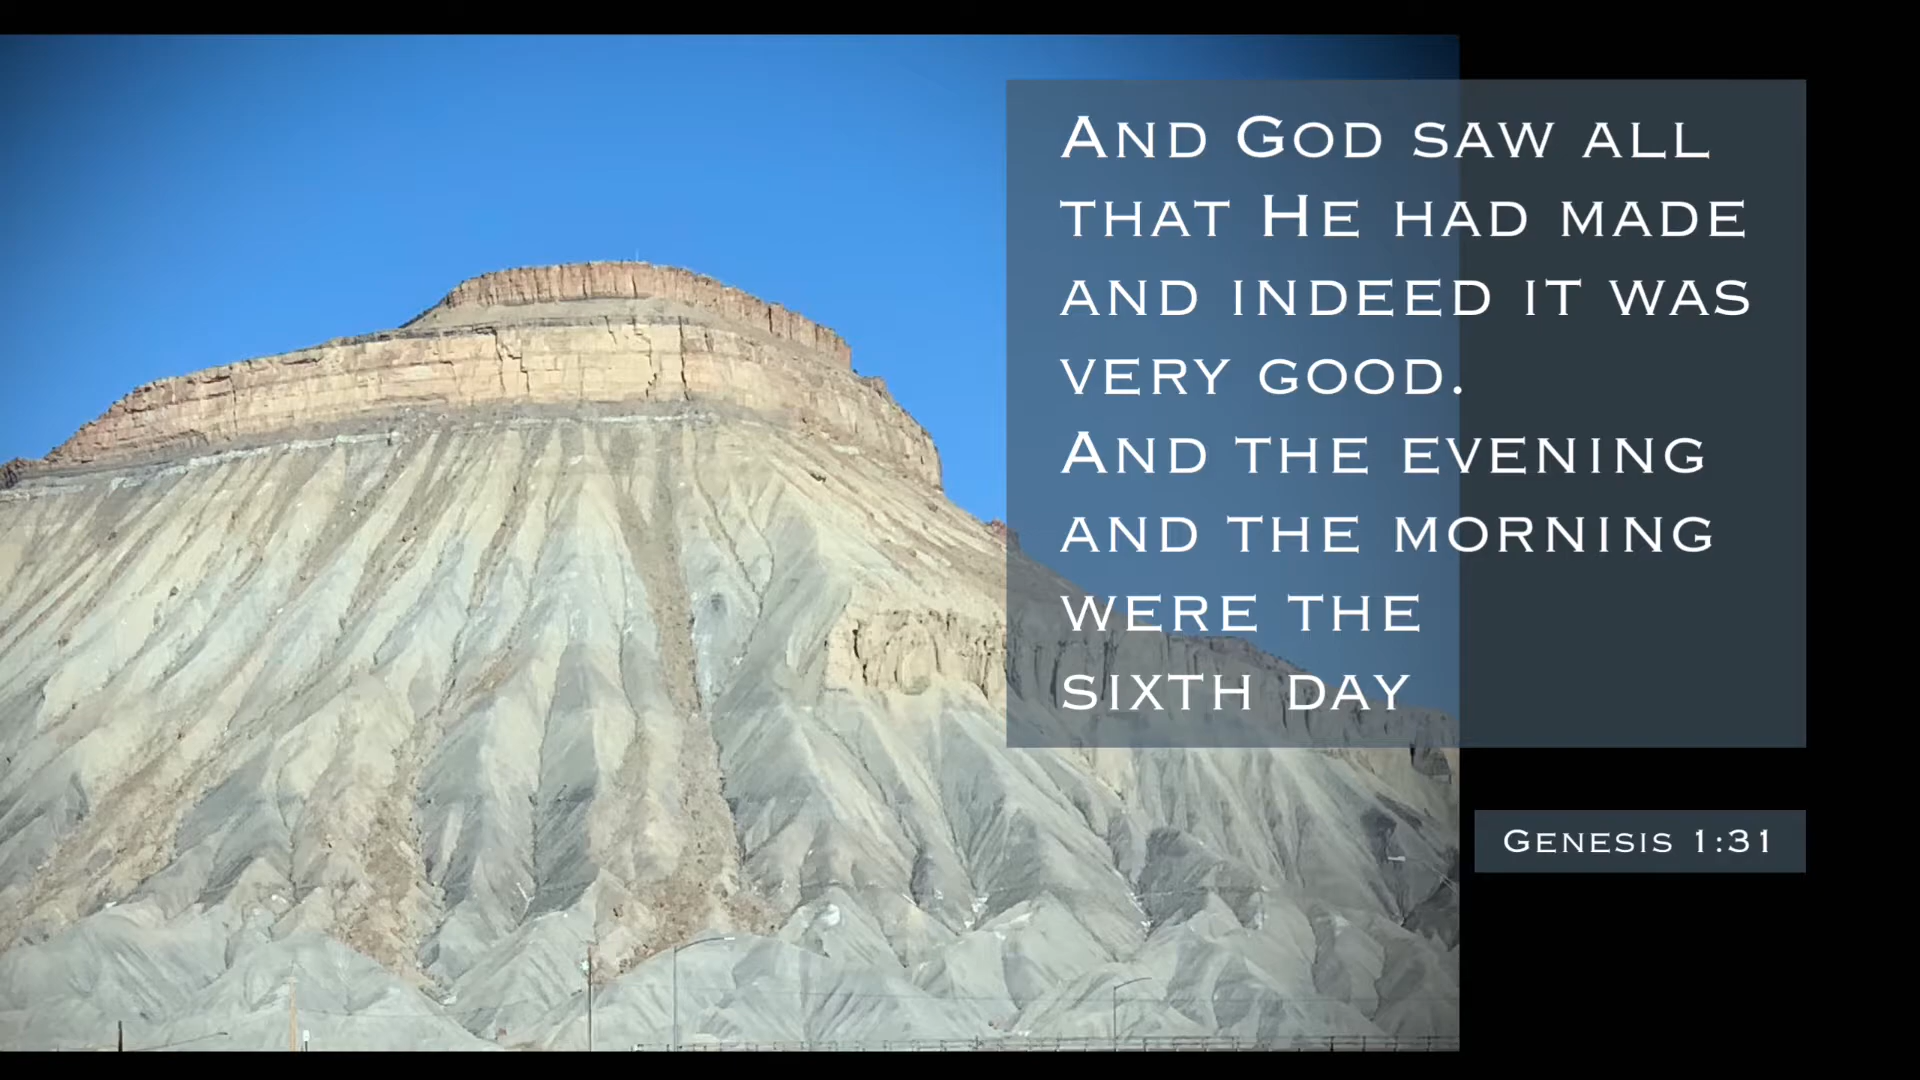 And God saw all
that He had made
and indeed it was
very good.
And the evening
and the morning
were the
sixth day
Genesis 1:31